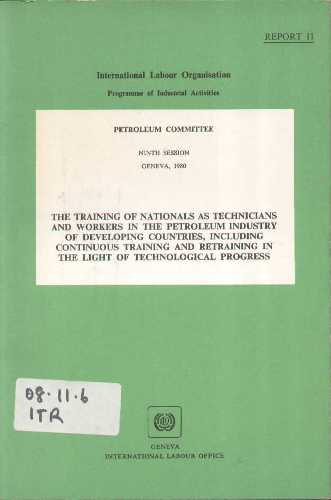 REPORT II
International Labour Organisation
Programme of Industrial Activities
PETROLEUM COMMITTEE
NINTH SESSION
GENEVA, 1980
THE TRAINING OF NATIONALS AS TECHNICIANS
AND WORKERS IN THE PETROLEUM INDUSTRY
OF DEVELOPING COUNTRIES, INCLUDING
CONTINUOUS TRAINING AND RETRAINING IN
THE LIGHT OF TECHNOLOGICAL PROGRESS
08.11.6
ITR
GENEVA
INTERNATIONAL LABOUR OFFICE